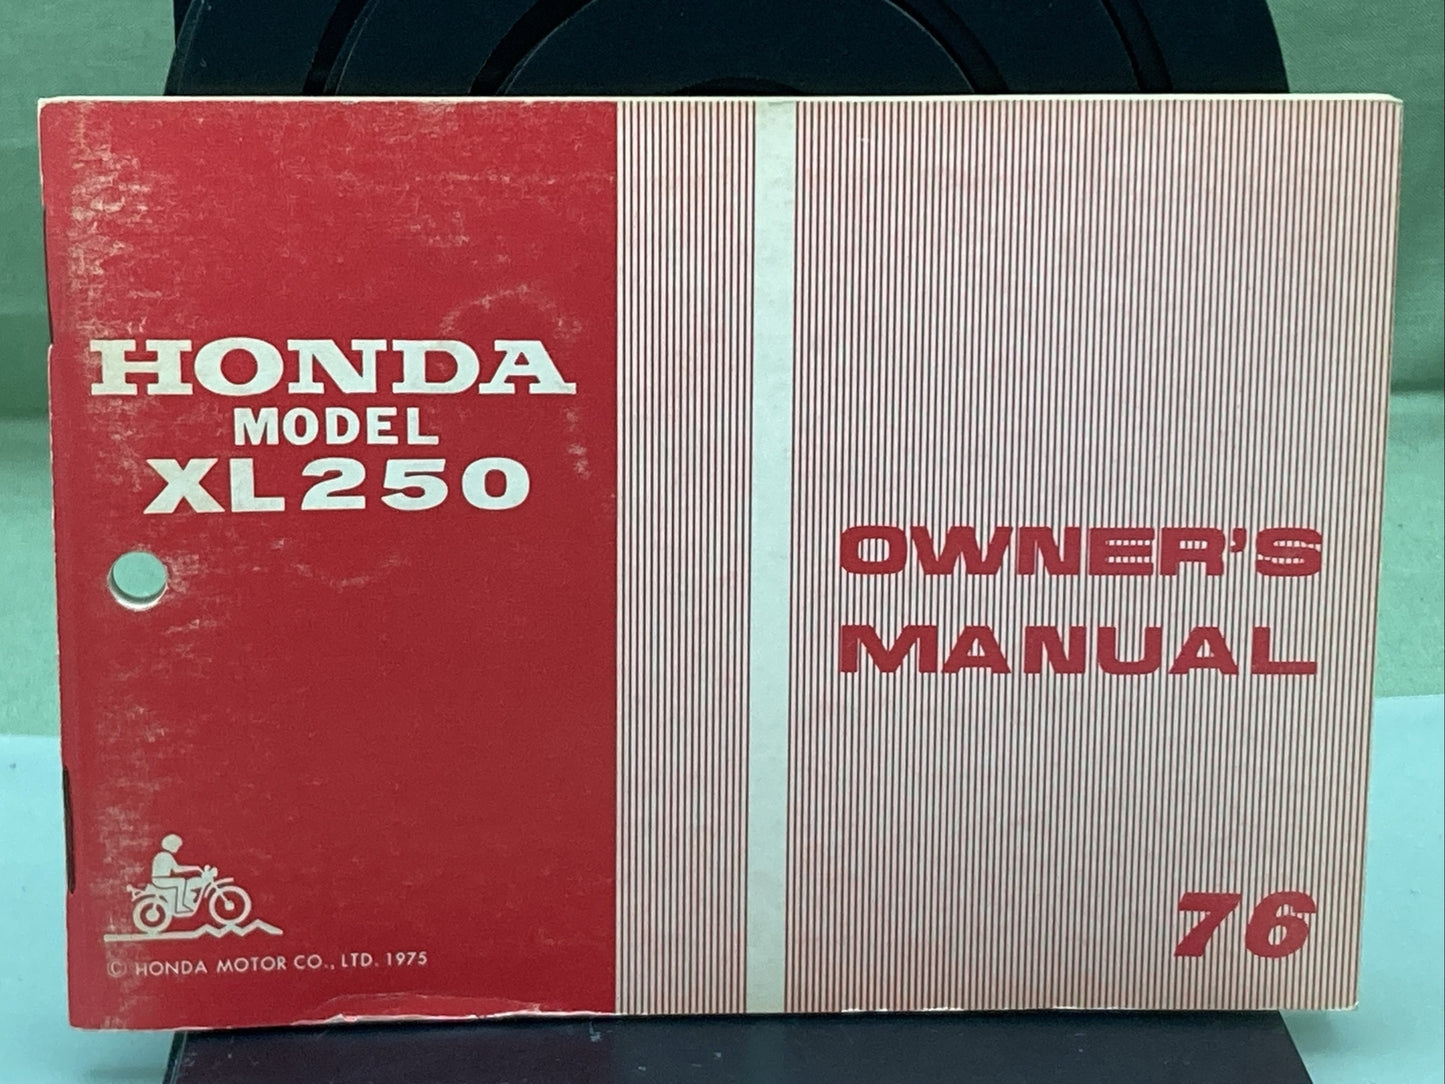 HONDA
MODEL
XL250
OWNER'S
MANUAL
76
© HONDA MOTOR CO., LTD. 1975